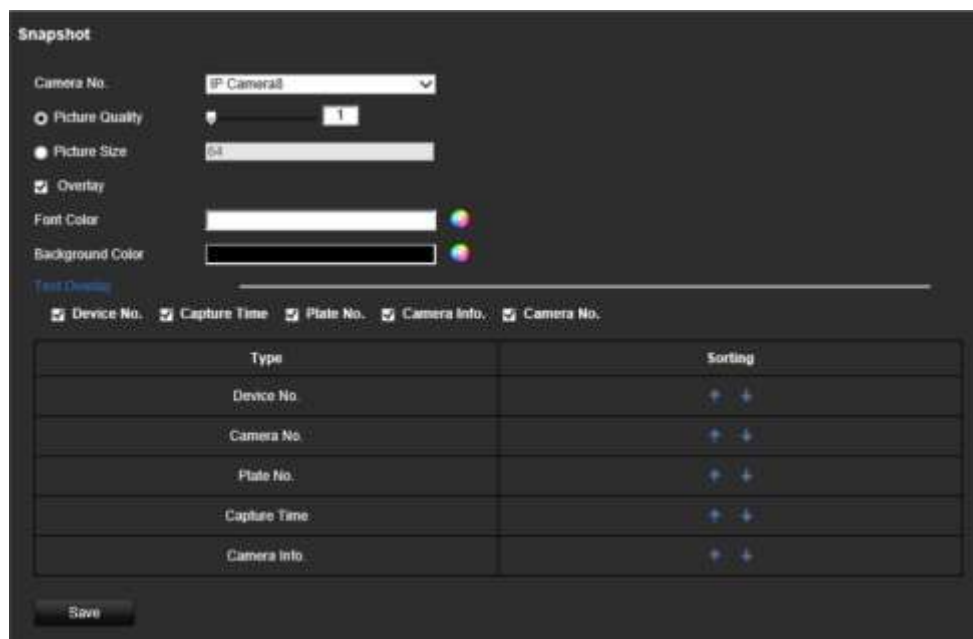 Snapshot
Camera No. IP Camera8
Picture Quality 1
Picture Size 64
Overlay
Font Color
Background Color
Text Overlay
Device No. Capture Time Plate No. Camera Info. Camera No.
Type Sorting
Device No.
Camera No.
Plate No.
Capture Time
Camera Info.
Save